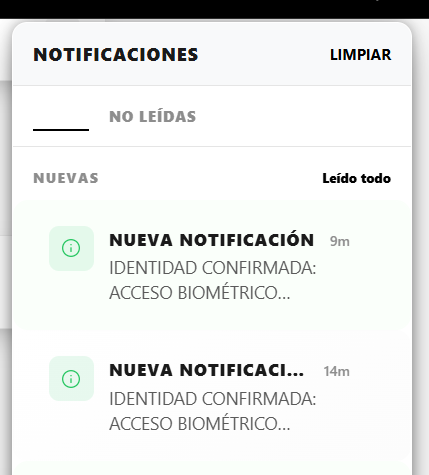 NOTIFICACIONES LIMPIAR
NO LEÍDAS
NUEVAS Leído todo
NUEVA NOTIFICACIÓN 9m
IDENTIDAD CONFIRMADA:
ACCESO BIOMÉTRICO...
NUEVA NOTIFICACI... 14m
IDENTIDAD CONFIRMADA:
ACCESO BIOMÉTRICO...